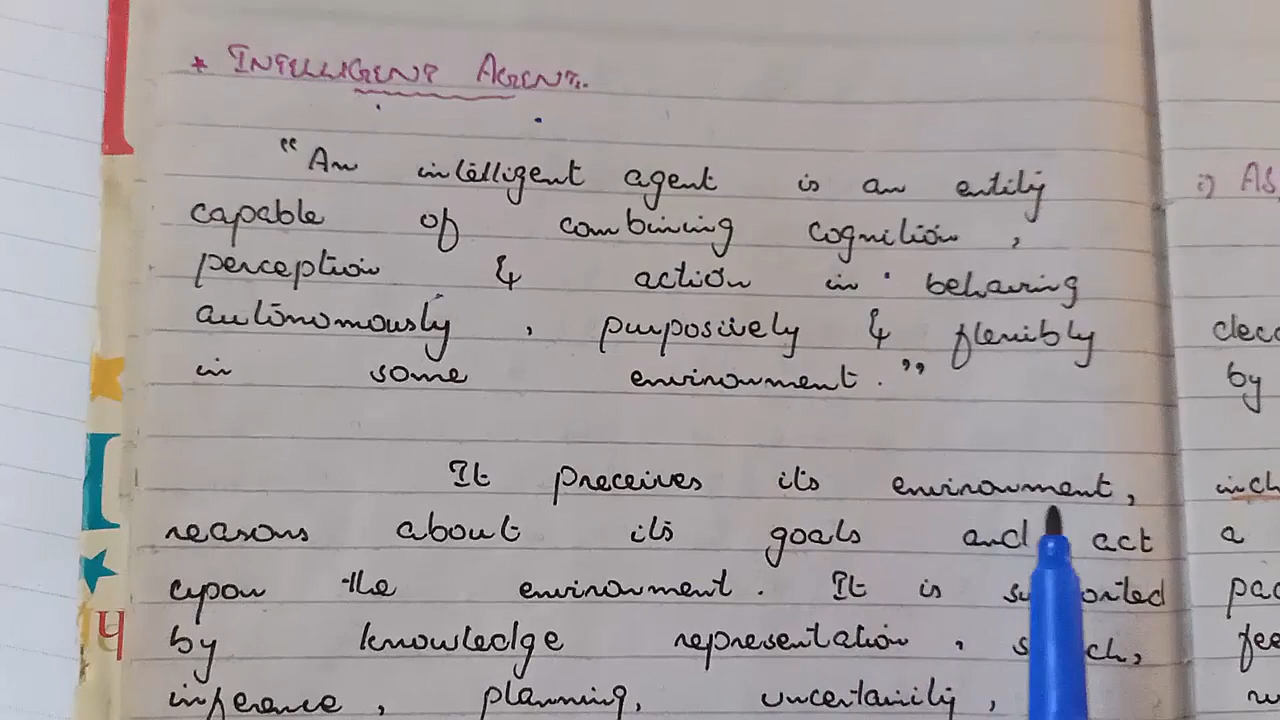 * INTELLIGENT AGENT.
"An intelligent agent is an entity
capable of combining cognition ,
perception & action in behaving
autonomously , purposively & flexibly
in some environment."
It preceives its environment,
reasons about its goals and act
upon the environment. It is
by knowledge representation ,
inference , planning, uncertainity ,
i) AS
by
a